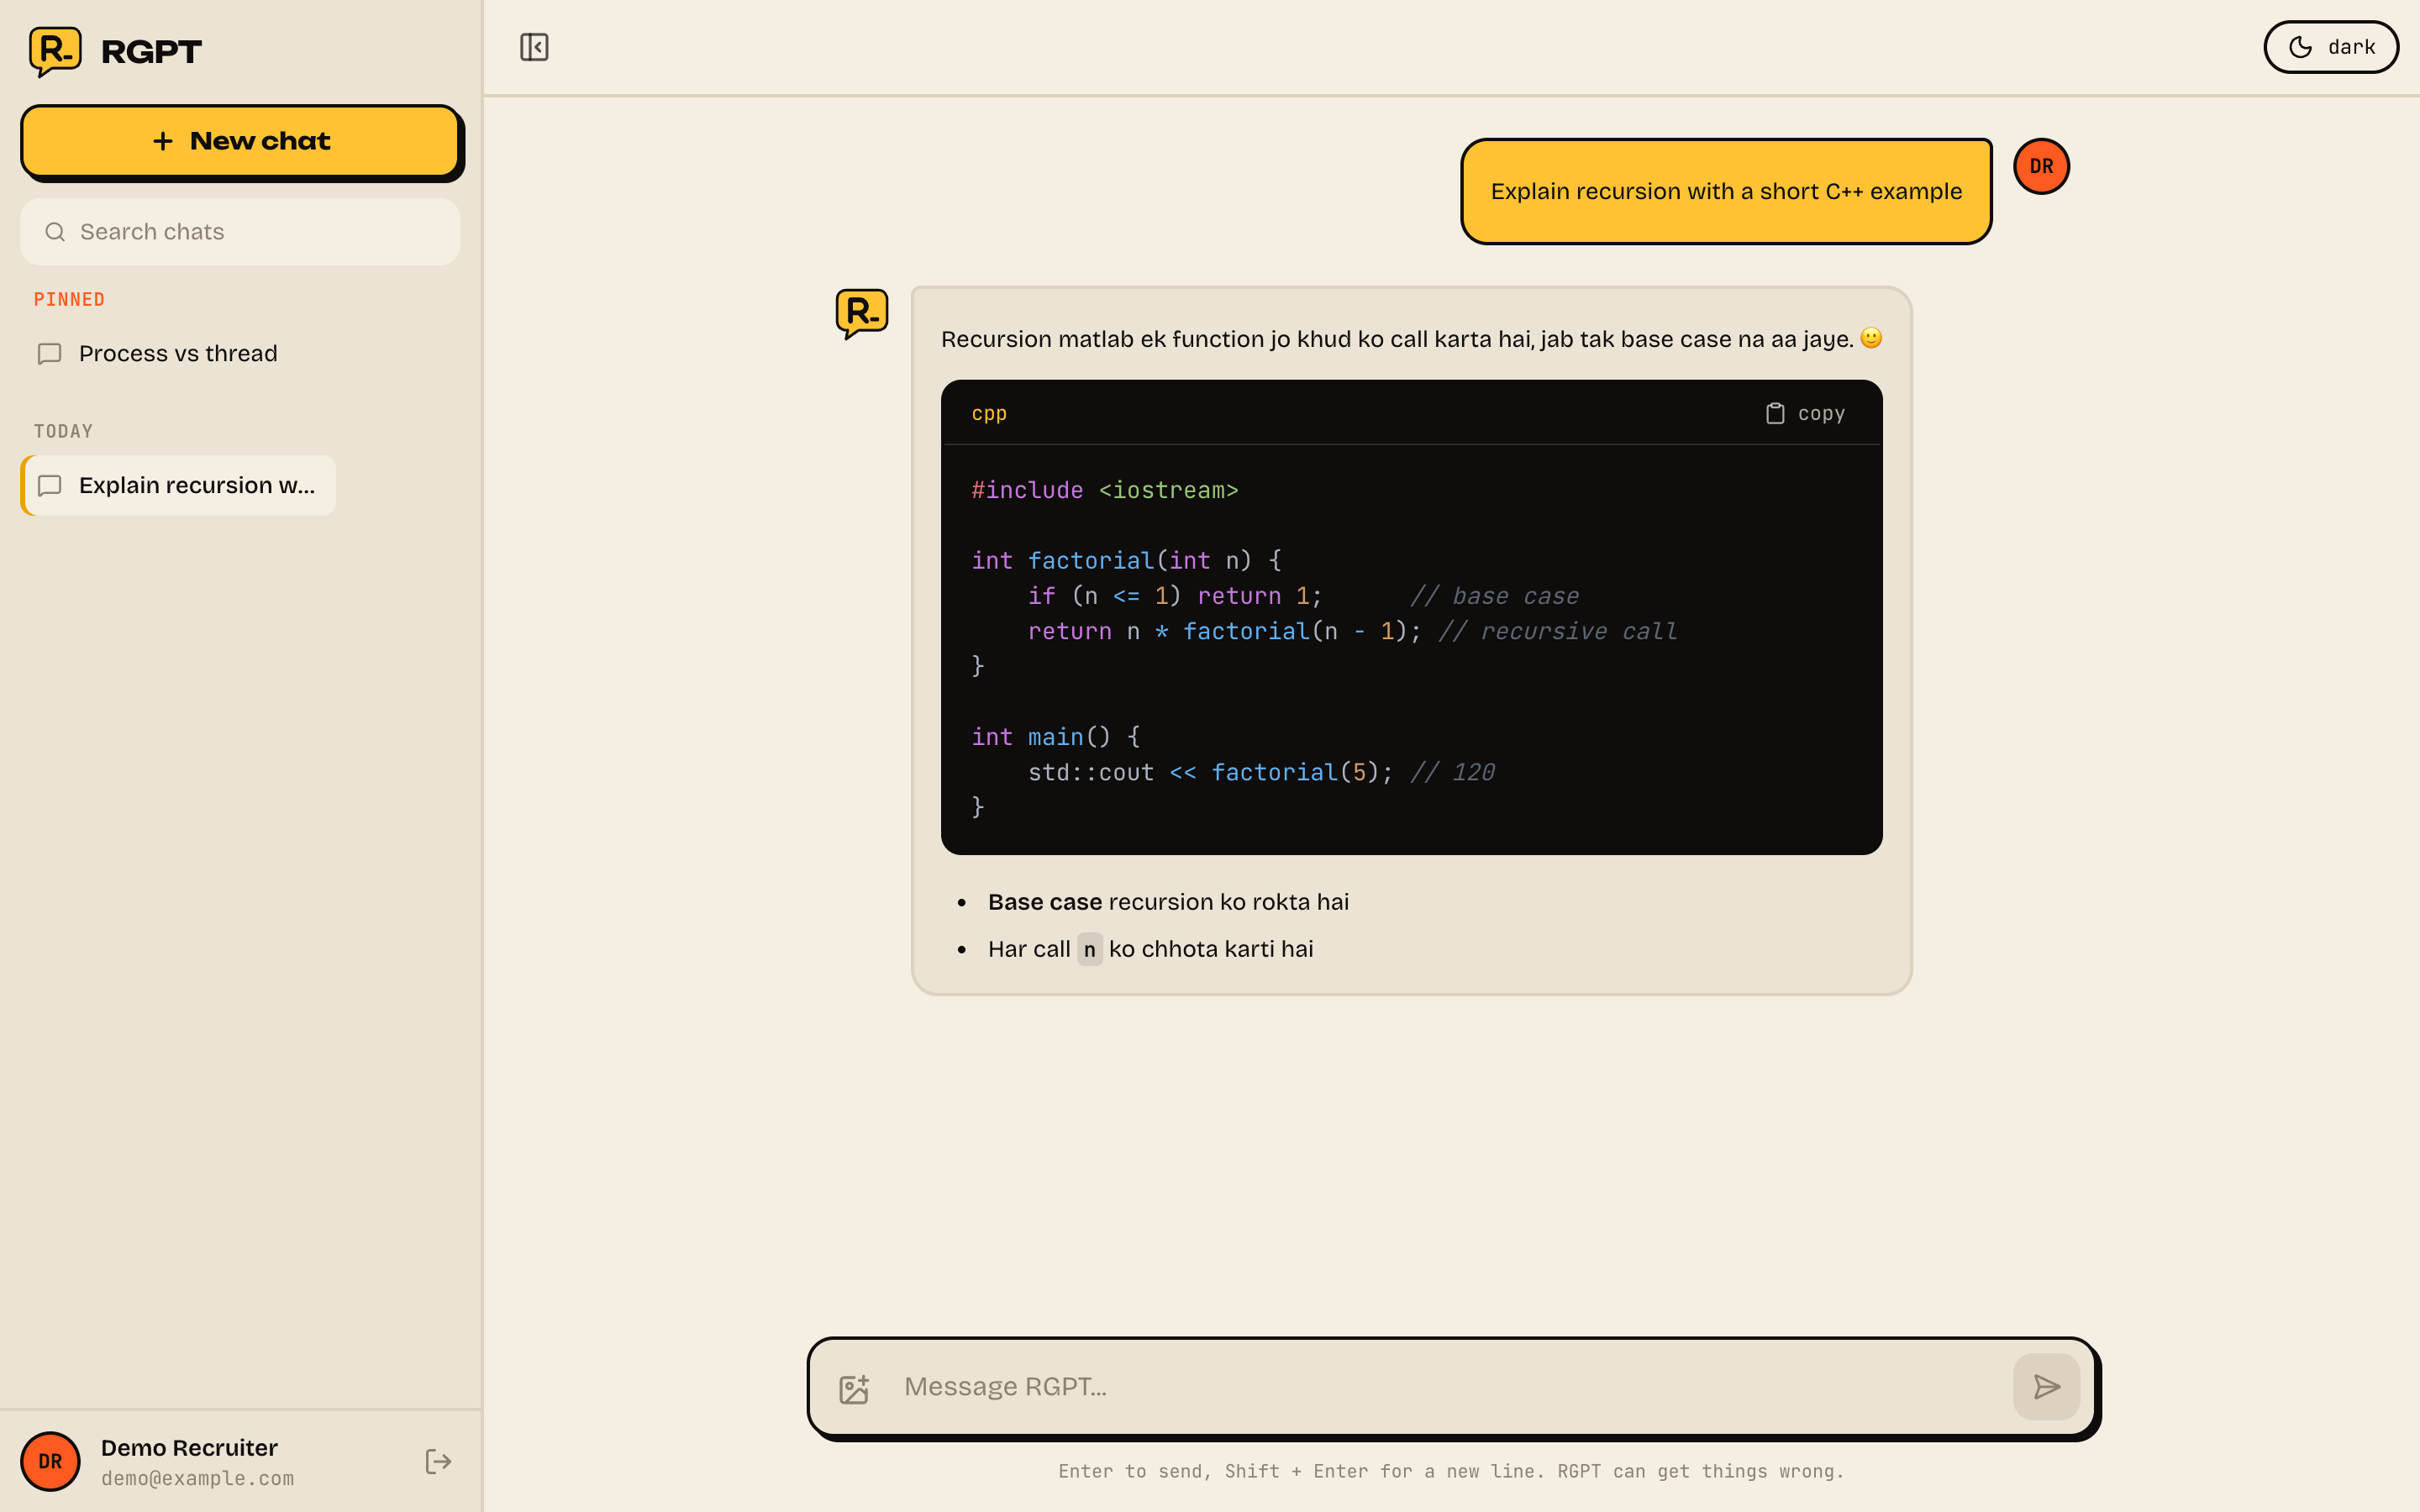 R_ RGPT
+ New chat
Search chats
PINNED
Process vs thread
TODAY
Explain recursion w...
DR
Demo Recruiter
demo@example.com
dark
Explain recursion with a short C++ example
DR
R_
Recursion matlab ek function jo khud ko call karta hai, jab tak base case na aa jaye. 🙂
cpp
copy
#include <iostream>

int factorial(int n) {
    if (n <= 1) return 1;      // base case
    return n * factorial(n - 1); // recursive call
}

int main() {
    std::cout << factorial(5); // 120
}
• Base case recursion ko rokta hai
• Har call n ko chhota karti hai
Message RGPT...
Enter to send, Shift + Enter for a new line. RGPT can get things wrong.